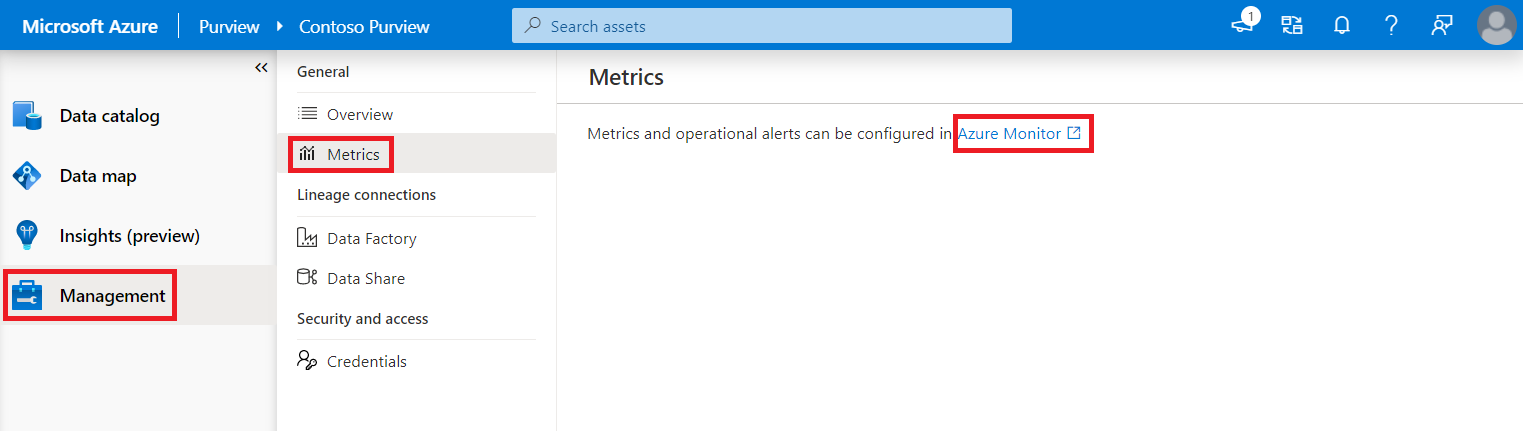 Microsoft Azure
Purview
Contoso Purview
Search assets
1
Data catalog
Data map
Insights (preview)
Management
General
Overview
Metrics
Lineage connections
Data Factory
Data Share
Security and access
Credentials
Metrics
Metrics and operational alerts can be configured in Azure Monitor